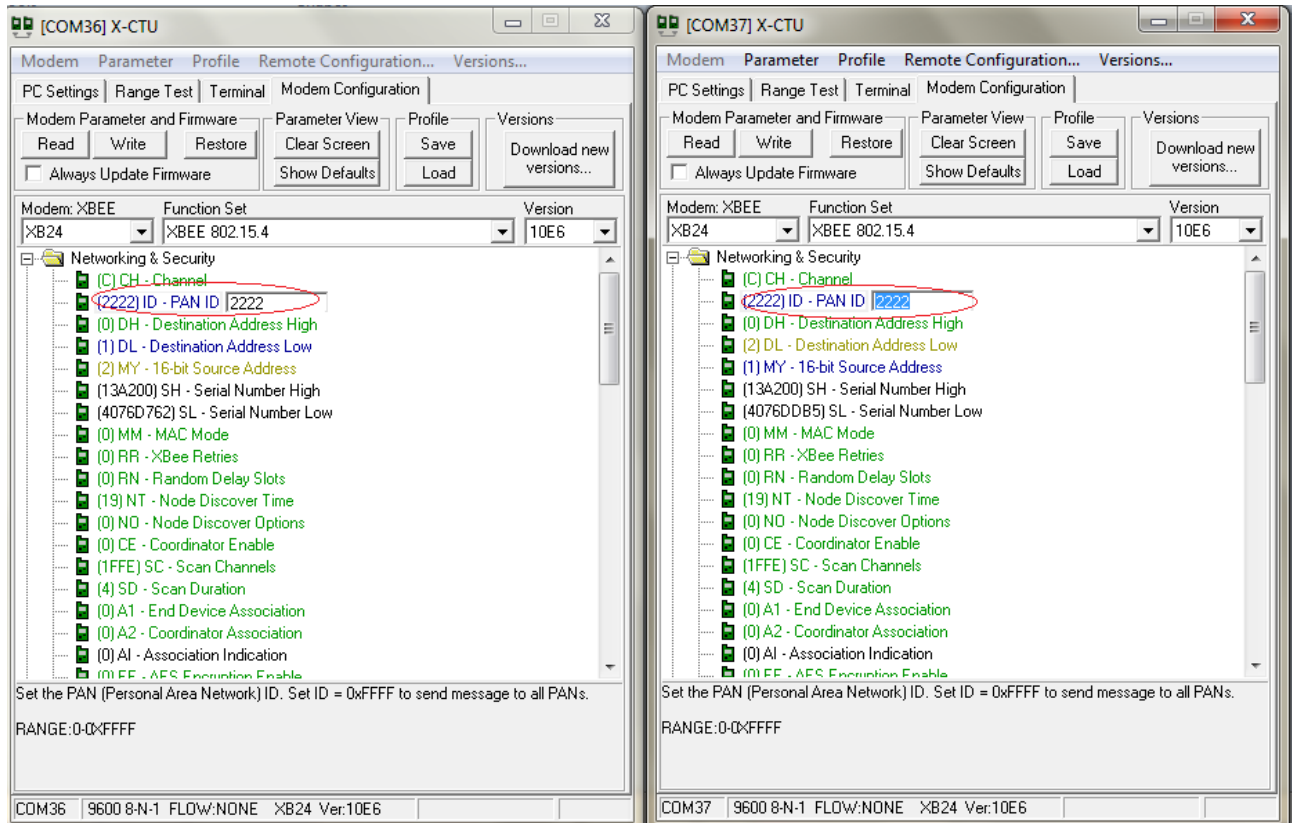 [COM36] X-CTU
Modem Parameter Profile Remote Configuration... Versions...
PC Settings Range Test Terminal Modem Configuration
Modem Parameter and Firmware Parameter View Profile Versions
Read Write Restore Clear Screen Save Download new versions...
Always Update Firmware Show Defaults Load
Modem: XBEE Function Set Version
XB24 XBEE 802.15.4 10E6
Networking & Security
(C) CH - Channel
(2222) ID - PAN ID 2222
(0) DH - Destination Address High
(1) DL - Destination Address Low
(2) MY - 16-bit Source Address
(13A200) SH - Serial Number High
(4076D762) SL - Serial Number Low
(0) MM - MAC Mode
(0) RR - XBee Retries
(0) RN - Random Delay Slots
(19) NT - Node Discover Time
(0) NO - Node Discover Options
(0) CE - Coordinator Enable
(1FFE) SC - Scan Channels
(4) SD - Scan Duration
(0) A1 - End Device Association
(0) A2 - Coordinator Association
(0) AI - Association Indication
(0) EE - AES Encryption Enable
Set the PAN (Personal Area Network) ID. Set ID = 0xFFFF to send message to all PANs.
RANGE:0-0XFFFF
COM36 9600 8-N-1 FLOW:NONE XB24 Ver:10E6
[COM37] X-CTU
Modem Parameter Profile Remote Configuration... Versions...
PC Settings Range Test Terminal Modem Configuration
Modem Parameter and Firmware Parameter View Profile Versions
Read Write Restore Clear Screen Save Download new versions...
Always Update Firmware Show Defaults Load
Modem: XBEE Function Set Version
XB24 XBEE 802.15.4 10E6
Networking & Security
(C) CH - Channel
(2222) ID - PAN ID 2222
(0) DH - Destination Address High
(2) DL - Destination Address Low
(1) MY - 16-bit Source Address
(13A200) SH - Serial Number High
(4076DDB5) SL - Serial Number Low
(0) MM - MAC Mode
(0) RR - XBee Retries
(0) RN - Random Delay Slots
(19) NT - Node Discover Time
(0) NO - Node Discover Options
(0) CE - Coordinator Enable
(1FFE) SC - Scan Channels
(4) SD - Scan Duration
(0) A1 - End Device Association
(0) A2 - Coordinator Association
(0) AI - Association Indication
(0) EE - AES Encryption Enable
Set the PAN (Personal Area Network) ID. Set ID = 0xFFFF to send message to all PANs.
RANGE:0-0XFFFF
COM37 9600 8-N-1 FLOW:NONE XB24 Ver:10E6